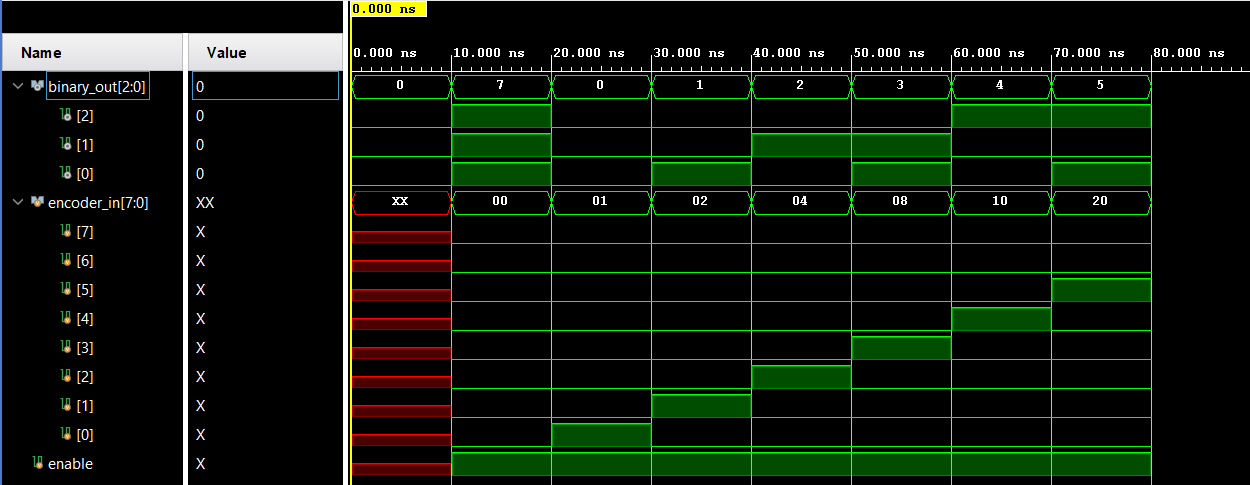 0.000 ns
Name Value 0.000 ns 10.000 ns 20.000 ns 30.000 ns 40.000 ns 50.000 ns 60.000 ns 70.000 ns 80.000 ns
binary_out[2:0] 0 0 7 0 1 2 3 4 5
[2] 0
[1] 0
[0] 0
encoder_in[7:0] XX XX 00 01 02 04 08 10 20
[7] X
[6] X
[5] X
[4] X
[3] X
[2] X
[1] X
[0] X
enable X